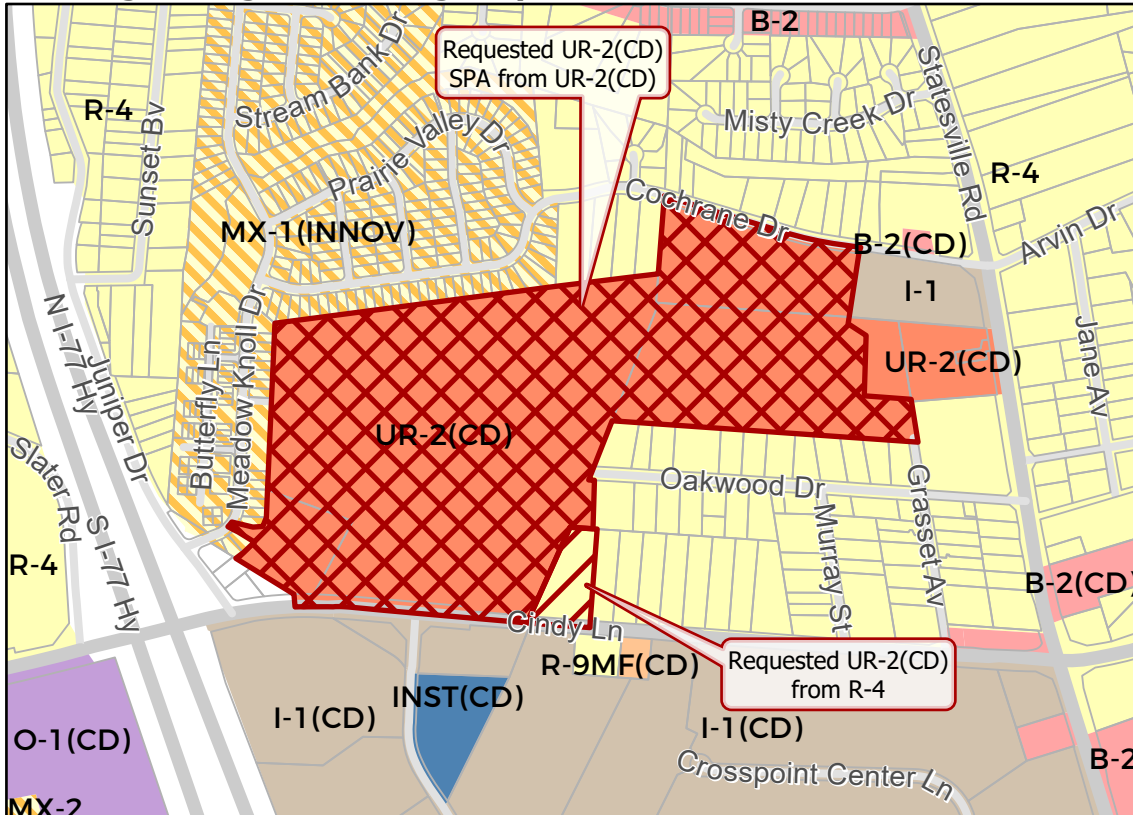 B-2
Requested UR-2(CD)
SPA from UR-2(CD)
Stream Bank Dr
Statesville Rd
R-4
Sunset Bv
Misty Creek Dr
Prairie Valley Dr
R-4
Cochrane Dr
MX-1(INNOV)
B-2(CD)
Arvin Dr
I-1
N I-77 Hy
Juniper Dr
Butterfly Ln
Meadow Knoll Dr
UR-2(CD)
Jane Av
UR-2(CD)
Slater Rd
S I-77 Hy
Oakwood Dr
Murray St
Grasset Av
R-4
B-2(CD)
Cindy Ln
R-9MF(CD)
Requested UR-2(CD)
from R-4
INST(CD)
I-1(CD)
I-1(CD)
O-1(CD)
B-2
Crosspoint Center Ln
MX-2